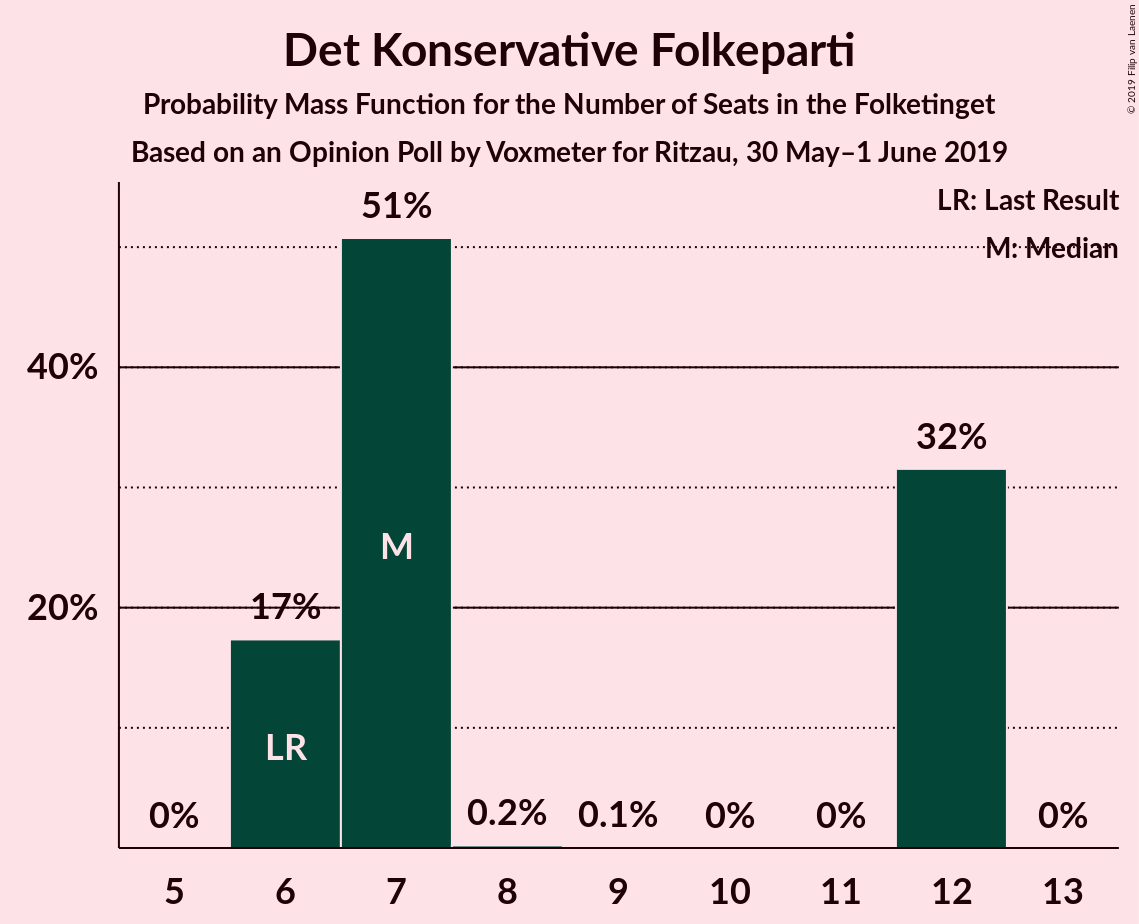 Det Konservative Folkeparti
Probability Mass Function for the Number of Seats in the Folketinget
Based on an Opinion Poll by Voxmeter for Ritzau, 30 May–1 June 2019
© 2019 Filip van Laenen
LR: Last Result
M: Median
51%
40%
32%
M
20%
17%
LR
0%
0.2%
0.1%
0%
0%
0%
5 6 7 8 9 10 11 12 13